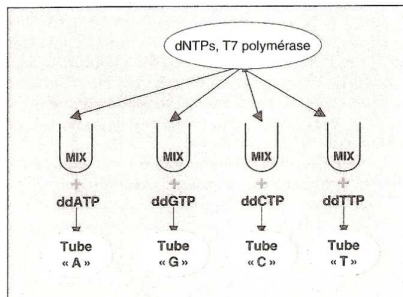 dNTPs, T7 polymérase
MIX MIX MIX MIX
+ + + +
ddATP ddGTP ddCTP ddTTP
Tube Tube Tube Tube
« A » « G » « C » « T »